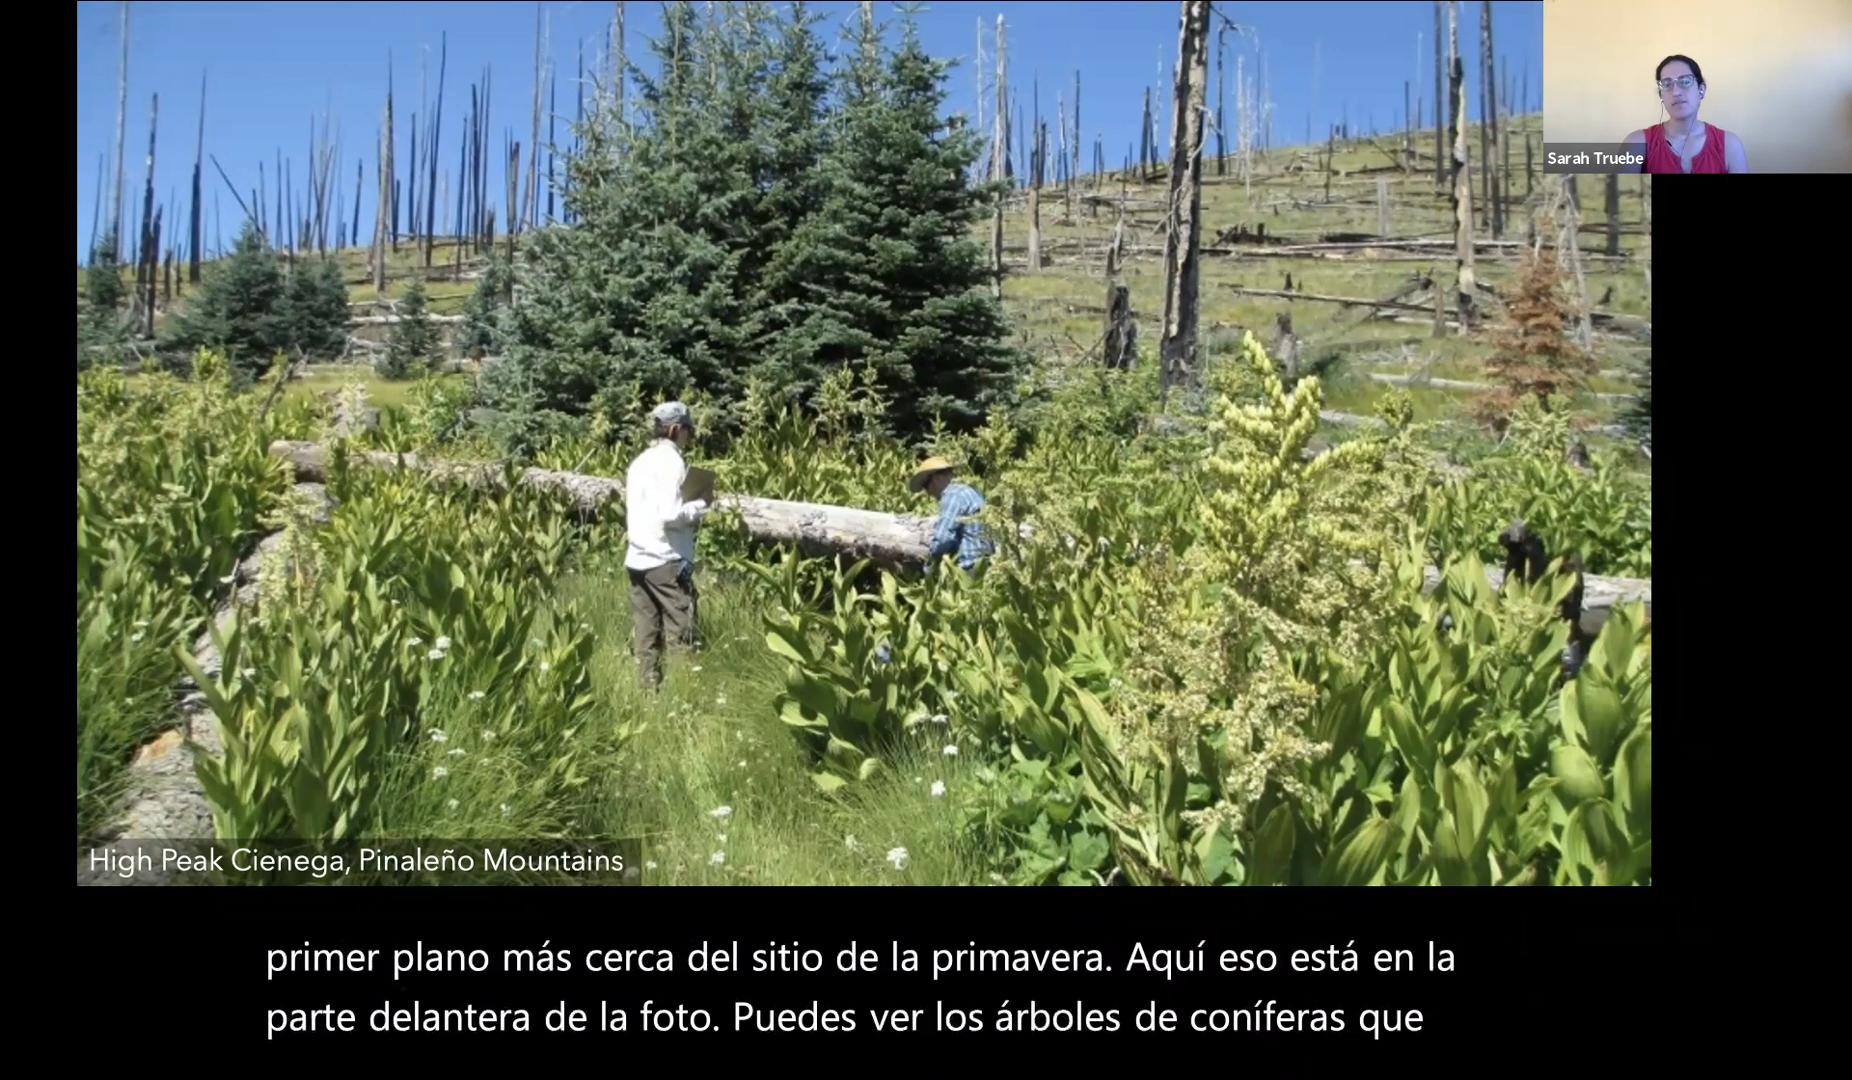 Sarah Truebe
High Peak Cienega, Pinaleño Mountains
primer plano más cerca del sitio de la primavera. Aquí eso está en la
parte delantera de la foto. Puedes ver los árboles de coníferas que